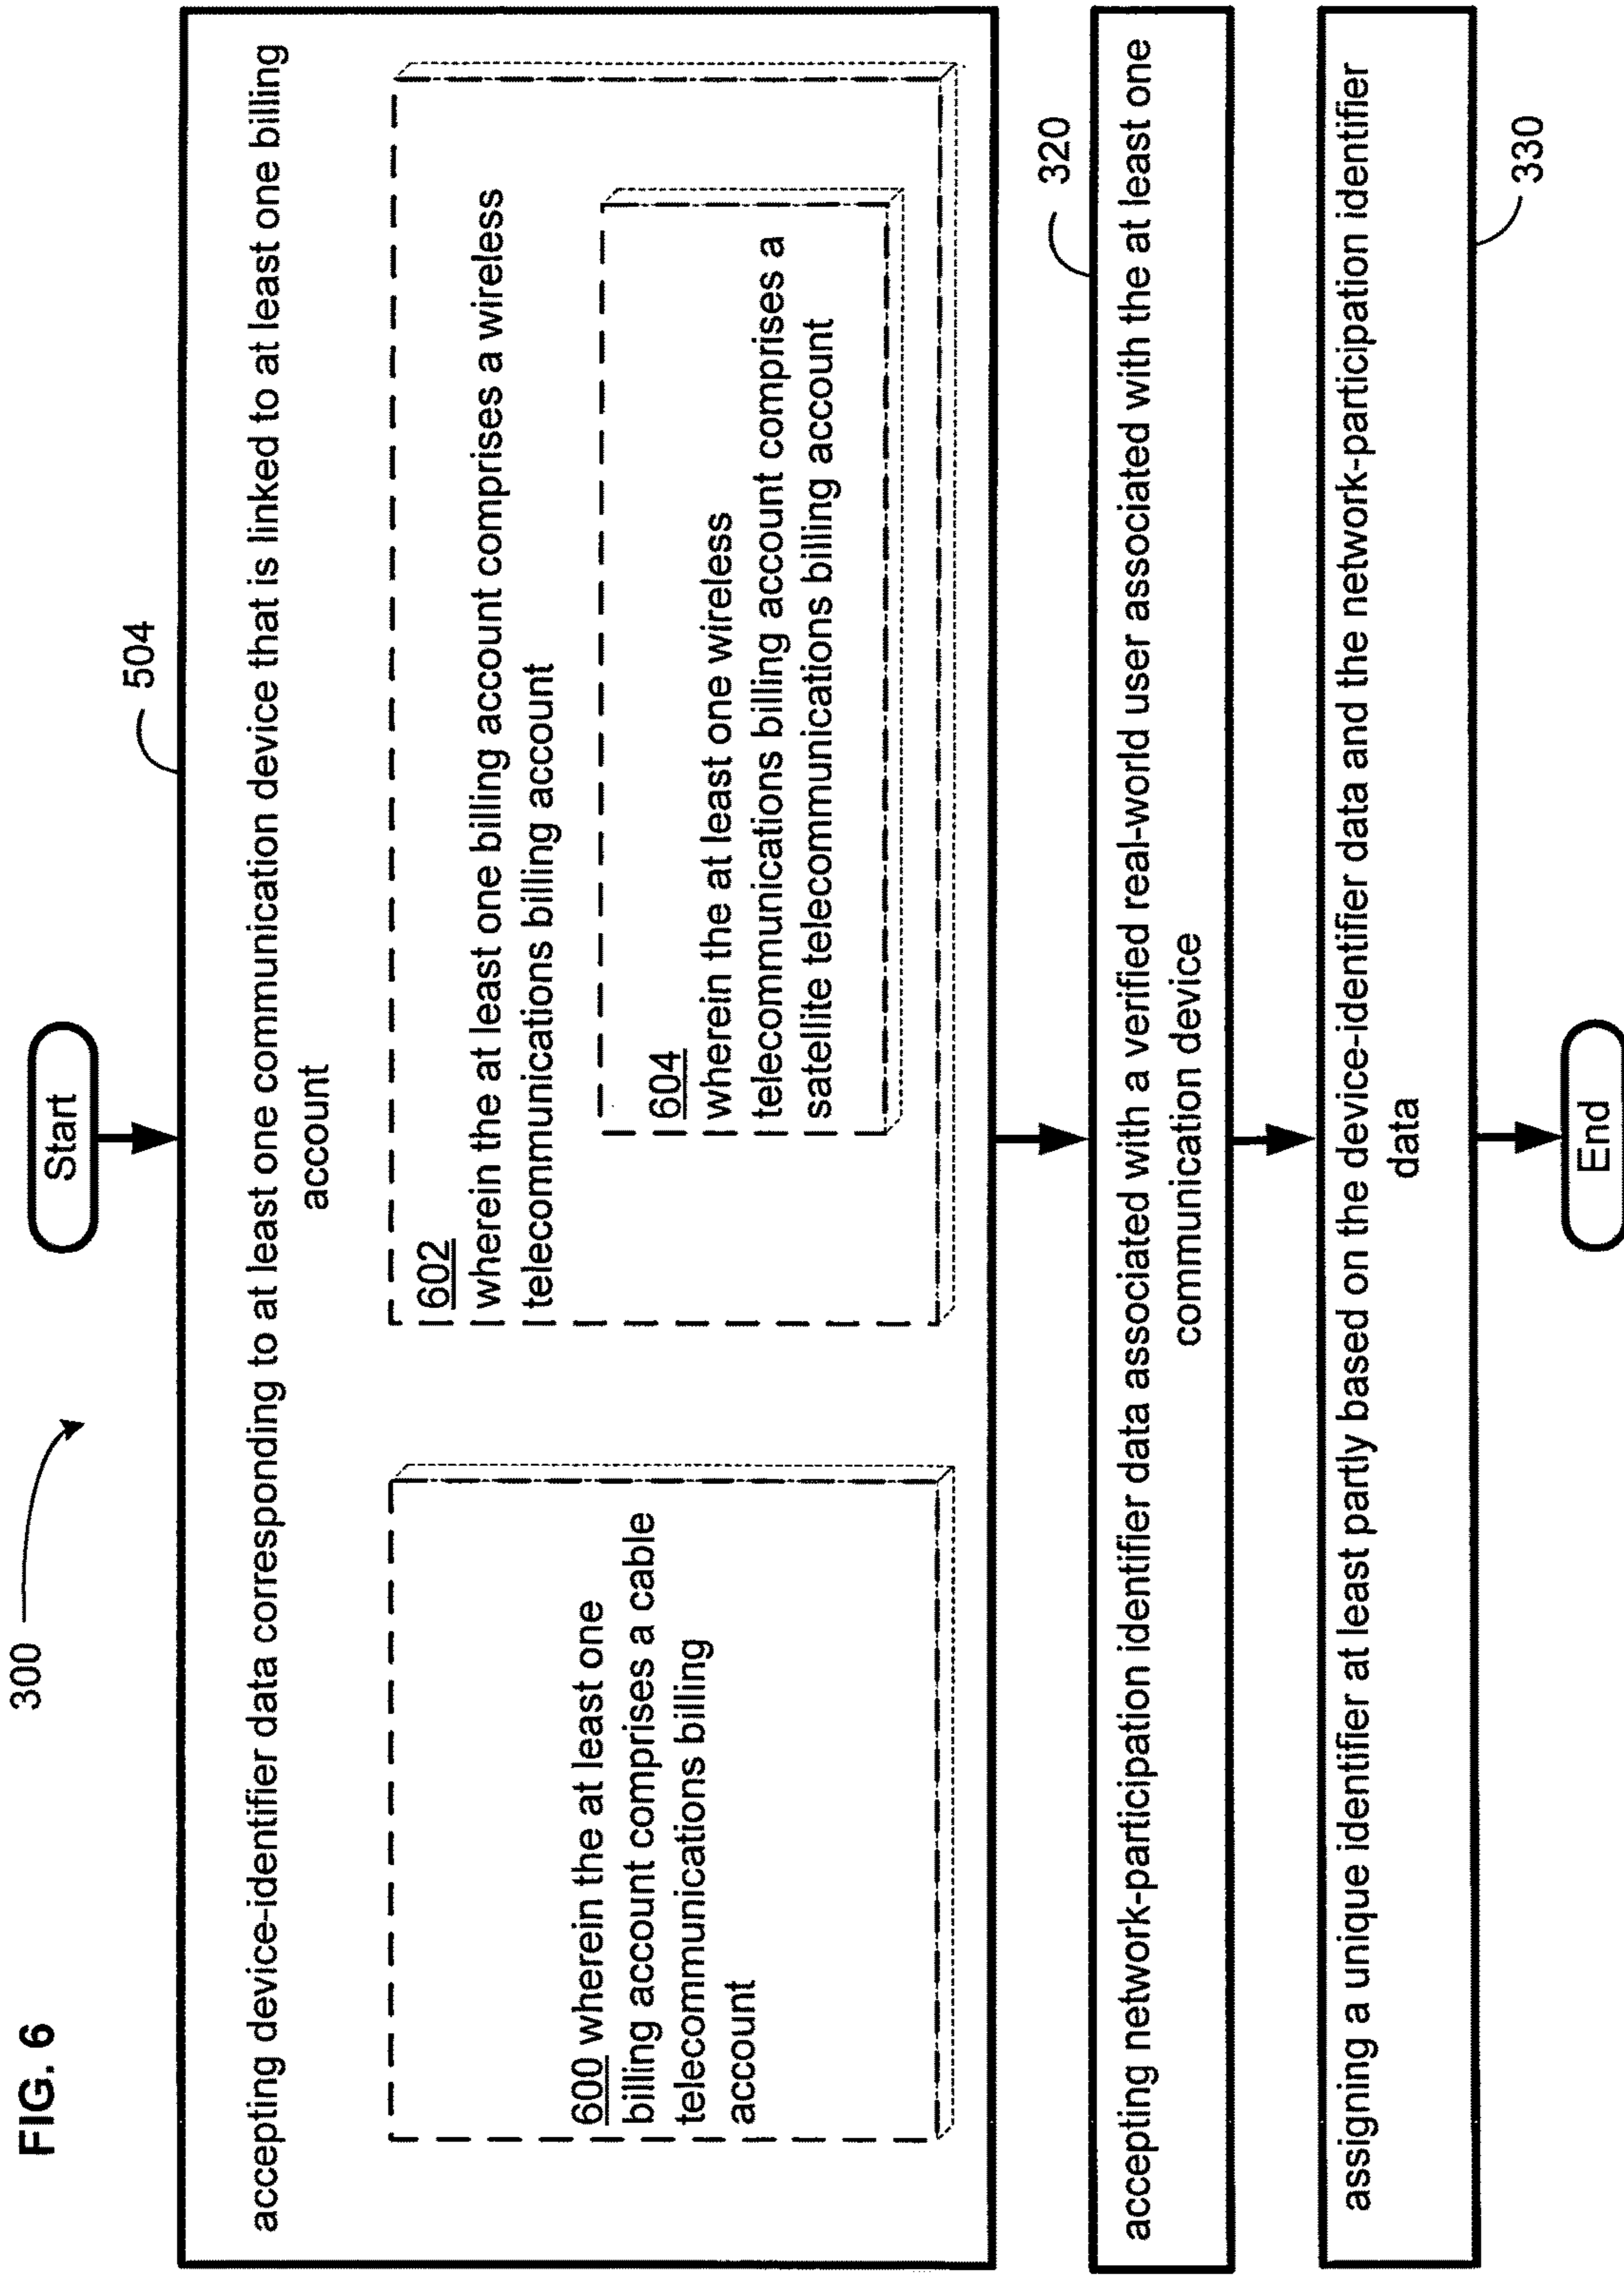 FIG. 6
300
Start
504
accepting device-identifier data corresponding to at least one communication device that is linked to at least one billing
account
600 wherein the at least one
billing account comprises a cable
telecommunications billing
account
602
wherein the at least one billing account comprises a wireless
telecommunications billing account
604
wherein the at least one wireless
telecommunications billing account comprises a
satellite telecommunications billing account
320
accepting network-participation identifier data associated with a verified real-world user associated with the at least one
communication device
assigning a unique identifier at least partly based on the device-identifier data and the network-participation identifier
data
330
End